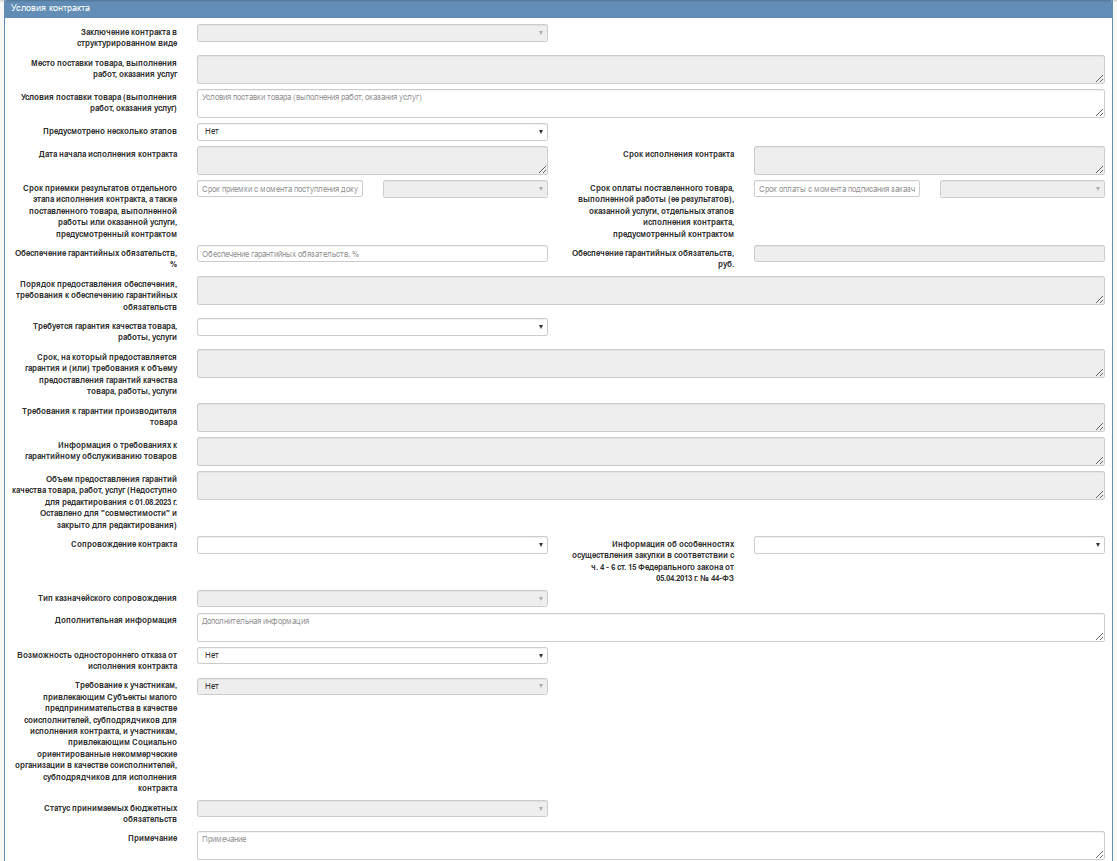 Условия контракта
Заключение контракта в
структурированном виде
Место поставки товара, выполнения
работ, оказания услуг
Условия поставки товара (выполнения
работ, оказания услуг)
Условия поставки товара (выполнения работ, оказания услуг)
Предусмотрено несколько этапов
Нет
Дата начала исполнения контракта
Срок исполнения контракта
Срок приемки результатов отдельного
этапа исполнения контракта, а также
поставленного товара, выполненной
работы или оказанной услуги,
предусмотренный контрактом
Срок приемки с момента поступления доку
Срок оплаты поставленного товара,
выполненной работы (ее результатов),
оказанной услуги, отдельных этапов
исполнения контракта,
предусмотренный контрактом
Срок оплаты с момента подписания заказч
Обеспечение гарантийных обязательств,
%
Обеспечение гарантийных обязательств, %
Обеспечение гарантийных обязательств,
руб.
Порядок предоставления обеспечения,
требования к обеспечению гарантийных
обязательств
Требуется гарантия качества товара,
работы, услуги
Срок, на который предоставляется
гарантия и (или) требования к объему
предоставления гарантий качества
товара, работы, услуги
Требования к гарантии производителя
товара
Информация о требованиях к
гарантийному обслуживанию товаров
Объем предоставления гарантий
качества товара, работ, услуг (Недоступно
для редактирования с 01.08.2023 г.
Оставлено для "совместимости" и
закрыто для редактирования)
Сопровождение контракта
Информация об особенностях
осуществления закупки в соответствии с
ч. 4 - 6 ст. 15 Федерального закона от
05.04.2013 г. № 44-ФЗ
Тип казначейского сопровождения
Дополнительная информация
Дополнительная информация
Возможность одностороннего отказа от
исполнения контракта
Нет
Требование к участникам,
привлекающим Субъекты малого
предпринимательства в качестве
соисполнителей, субподрядчиков для
исполнения контракта, и участникам,
привлекающим Социально
ориентированные некоммерческие
организации в качестве соисполнителей,
субподрядчиков для исполнения
контракта
Нет
Статус принимаемых бюджетных
обязательств
Примечание
Примечание